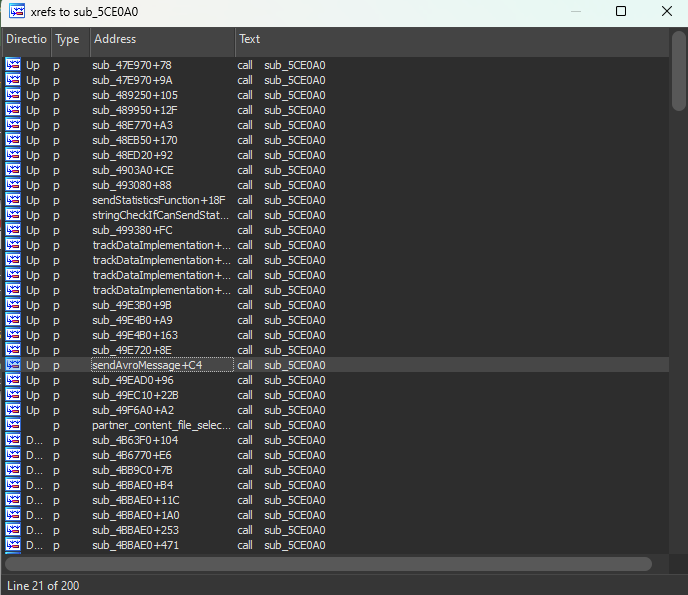 xrefs to sub_5CE0A0
Directio Type Address Text
Up p sub_47E970+78 call sub_5CE0A0
Up p sub_47E970+9A call sub_5CE0A0
Up p sub_489250+105 call sub_5CE0A0
Up p sub_489950+12F call sub_5CE0A0
Up p sub_48E770+A3 call sub_5CE0A0
Up p sub_48EB50+170 call sub_5CE0A0
Up p sub_48ED20+92 call sub_5CE0A0
Up p sub_4903A0+CE call sub_5CE0A0
Up p sub_493080+88 call sub_5CE0A0
Up p sendStatisticsFunction+18F call sub_5CE0A0
Up p stringCheckIfCanSendStat... call sub_5CE0A0
Up p sub_499380+FC call sub_5CE0A0
Up p trackDataImplementation+... call sub_5CE0A0
Up p trackDataImplementation+... call sub_5CE0A0
Up p trackDataImplementation+... call sub_5CE0A0
Up p trackDataImplementation+... call sub_5CE0A0
Up p sub_49E3B0+9B call sub_5CE0A0
Up p sub_49E4B0+A9 call sub_5CE0A0
Up p sub_49E4B0+163 call sub_5CE0A0
Up p sub_49E720+8E call sub_5CE0A0
Up p sendAvroMessage+C4 call sub_5CE0A0
Up p sub_49EAD0+96 call sub_5CE0A0
Up p sub_49EC10+22B call sub_5CE0A0
Up p sub_49F6A0+A2 call sub_5CE0A0
p partner_content_file_selec... call sub_5CE0A0
D... p sub_4B63F0+104 call sub_5CE0A0
D... p sub_4B6770+E6 call sub_5CE0A0
D... p sub_4BB9C0+7B call sub_5CE0A0
D... p sub_4BBAE0+B4 call sub_5CE0A0
D... p sub_4BBAE0+11C call sub_5CE0A0
D... p sub_4BBAE0+1A0 call sub_5CE0A0
D... p sub_4BBAE0+253 call sub_5CE0A0
D... p sub_4BBAE0+471 call sub_5CE0A0
Line 21 of 200